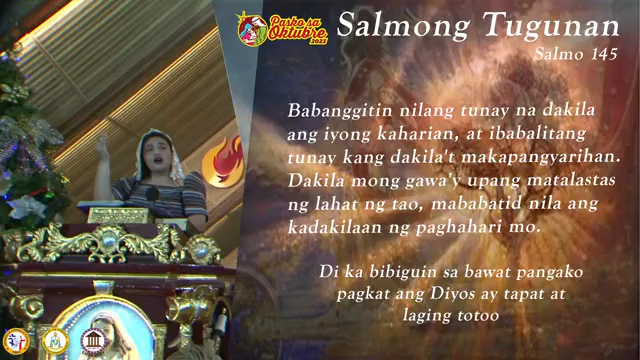 Pasko sa
Oktubre
2023
Salmong Tugunan
Salmo 145
Babanggitin nilang tunay na dakila
ang iyong kaharian, at ibabalitang
tunay kang dakila't makapangyarihan.
Dakila mong gawa'y upang matalastas
ng lahat ng tao, mababatid nila ang
kadakilaan ng paghahari mo.
Di ka bibiguin sa bawat pangako
pagkat ang Diyos ay tapat at
laging totoo